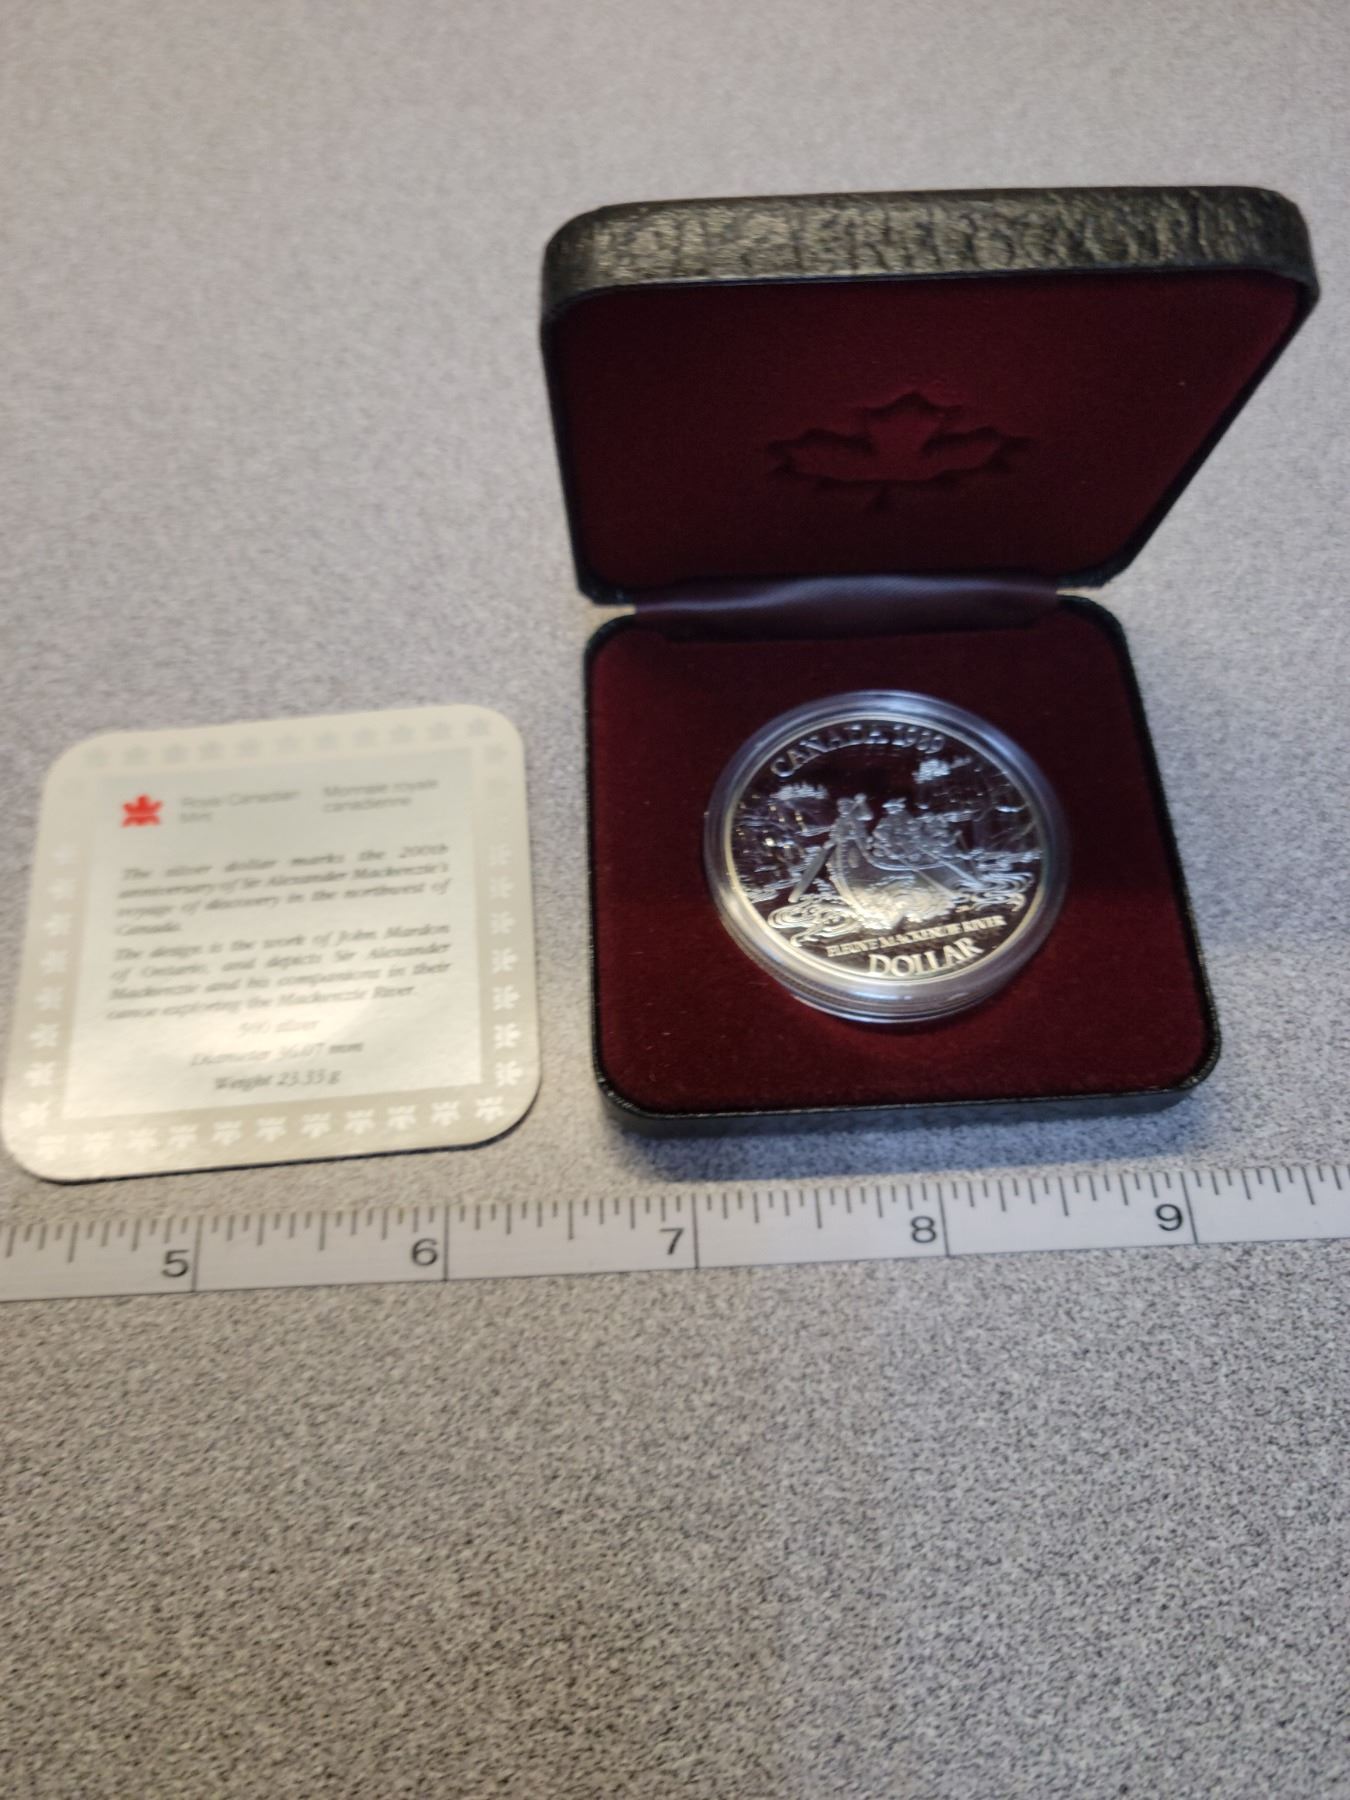 Royal Canadian Mint
Monnaie royale canadienne
The silver dollar marks the 200th
anniversary of Sir Alexander Mackenzie's
voyage of discovery in the northwest of
Canada.
The design is the work of John Mardon
of Ontario, and depicts Sir Alexander
Mackenzie and his companions in their
canoe exploring the Mackenzie River.
500 silver
Diameter 36.07 mm
Weight 23.33 g
CANADA 1989
FLEUVE MACKENZIE RIVER
DOLLAR
5 6 7 8 9